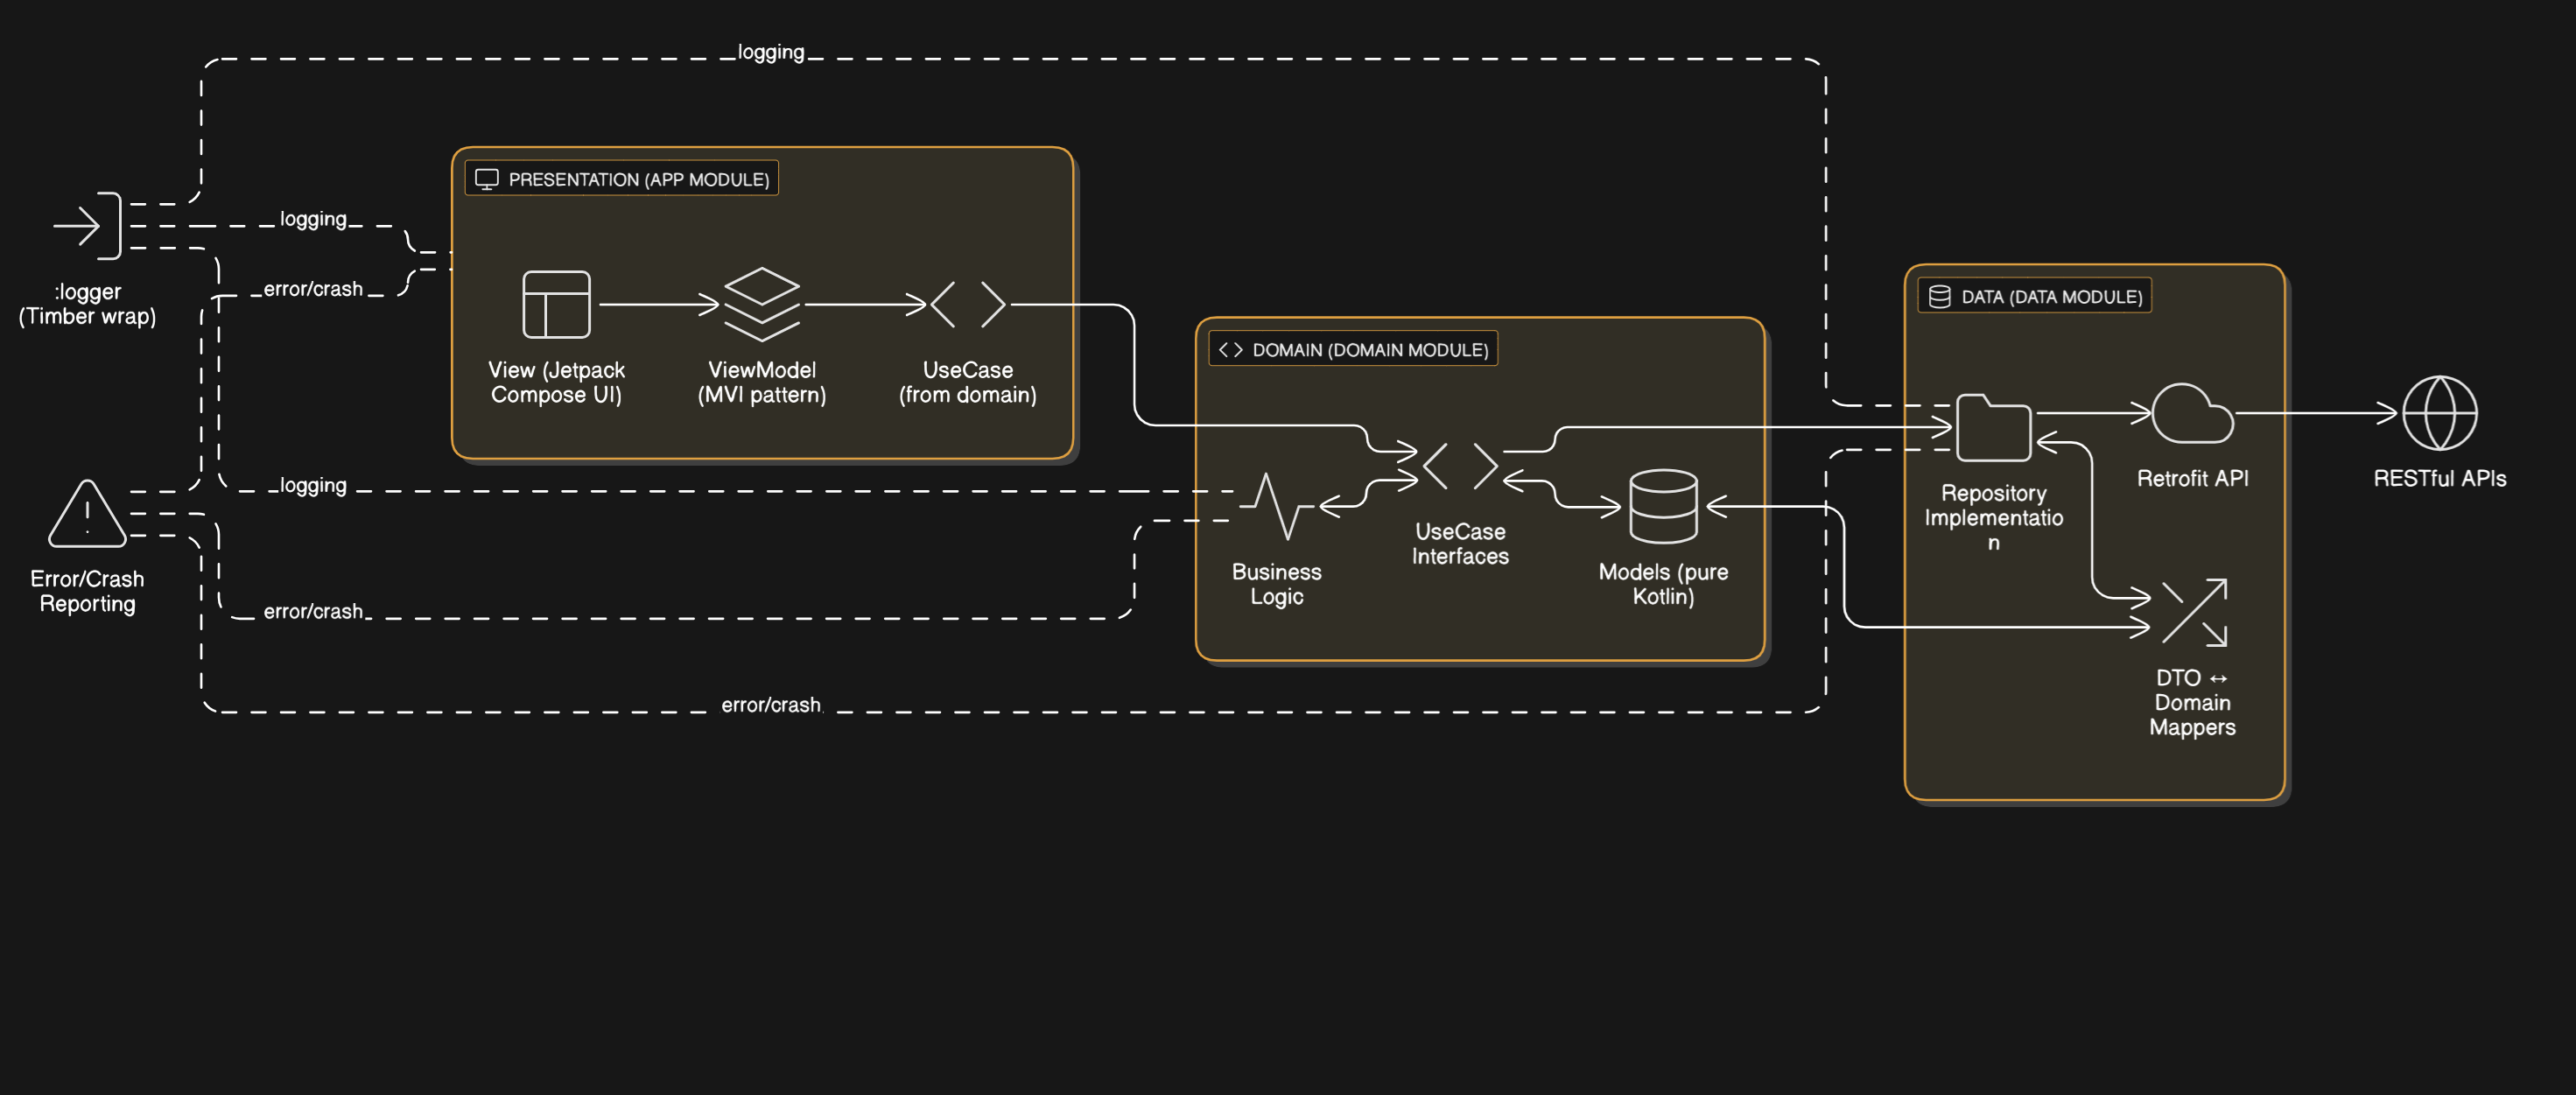 logging
PRESENTATION (APP MODULE)
logging
:logger
(Timber wrap)
error/crash
View (Jetpack
Compose UI)
ViewModel
(MVI pattern)
UseCase
(from domain)
DOMAIN (DOMAIN MODULE)
DATA (DATA MODULE)
logging
Error/Crash
Reporting
error/crash
Business
Logic
UseCase
Interfaces
Models (pure
Kotlin)
Repository
Implementatio
n
Retrofit API
RESTful APIs
DTO ↔
Domain
Mappers
error/crash